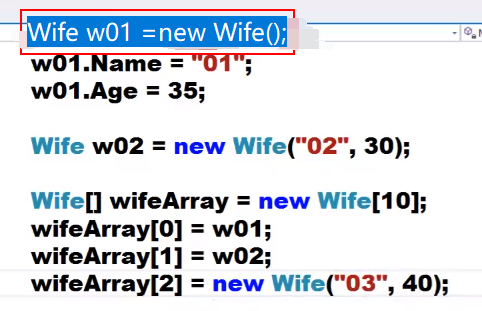 Wife w01 =new Wife();
w01.Name = "01";
w01.Age = 35;
Wife w02 = new Wife("02", 30);
Wife[] wifeArray = new Wife[10];
wifeArray[0] = w01;
wifeArray[1] = w02;
wifeArray[2] = new Wife("03", 40);